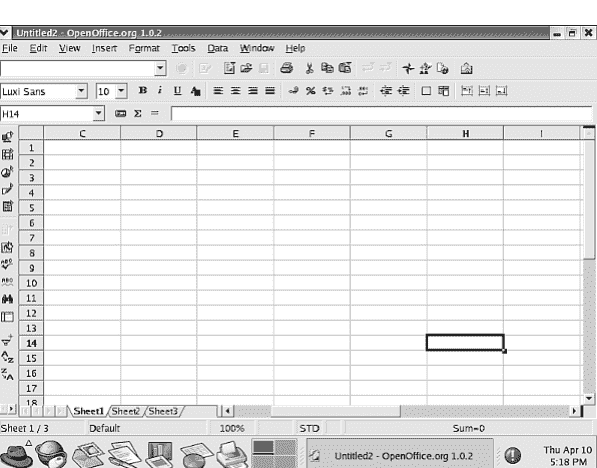 Untitled2 - OpenOffice.org 1.0.2
File Edit View Insert Format Tools Data Window Help
Luxi Sans 10 B i U A
H14 Σ =
C D E F G H I
1
2
3
4
5
6
7
8
9
10
11
12
13
14
15
16
17
18
Sheet1 Sheet2 Sheet3
Sheet 1 / 3 Default 100% STD Sum=0
Untitled2 - OpenOffice.org 1.0.2 Thu Apr 10
5:18 PM